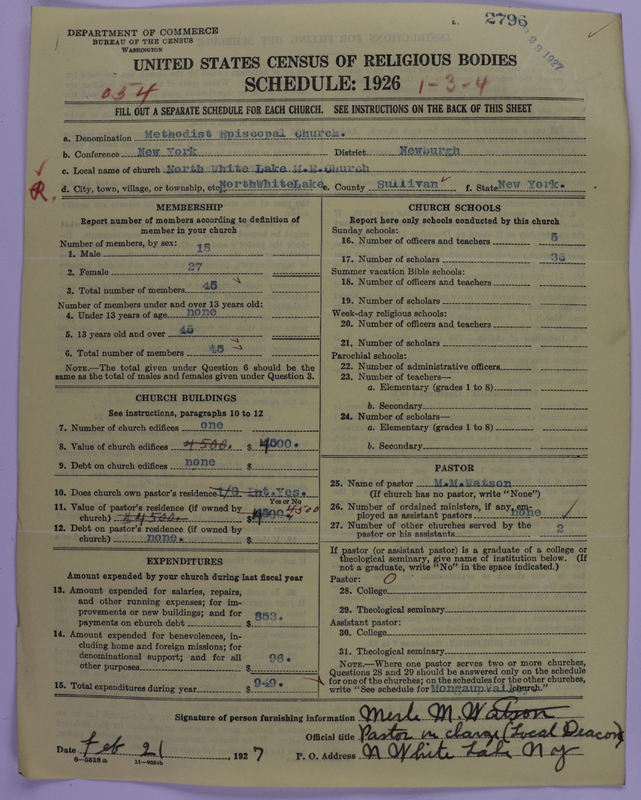 2796
DEPARTMENT OF COMMERCE
BUREAU OF THE CENSUS
WASHINGTON
UNITED STATES CENSUS OF RELIGIOUS BODIES
SCHEDULE: 1926
054
1-3-4
FILL OUT A SEPARATE SCHEDULE FOR EACH CHURCH. SEE INSTRUCTIONS ON THE BACK OF THIS SHEET
a. Denomination Methodist Episcopal Church.
b. Conference New York District Newburgh
c. Local name of church North White Lake M.E. Church
R. d. City, town, village, or township, etc. NorthWhiteLake e. County Sullivan f. State New York.
MEMBERSHIP
Report number of members according to definition of
member in your church
Number of members, by sex:
1. Male 18
2. Female 27
3. Total number of members 45
Number of members under and over 13 years old:
4. Under 13 years of age none
5. 13 years old and over 45
6. Total number of members 45
NOTE.—The total given under Question 6 should be the
same as the total of males and females given under Question 3.
CHURCH BUILDINGS
See instructions, paragraphs 10 to 12
7. Number of church edifices one
8. Value of church edifices 4500. $ 4000.
9. Debt on church edifices none $
10. Does church own pastor's residence 1/3 Int. Yes.
Yes or No
11. Value of pastor's residence (if owned by
church) $4500. $ 4500
12. Debt on pastor's residence (if owned by
church) none. $
EXPENDITURES
Amount expended by your church during last fiscal year
13. Amount expended for salaries, repairs,
and other running expenses; for im-
provements or new buildings; and for
payments on church debt $ 853.
14. Amount expended for benevolences, in-
cluding home and foreign missions; for
denominational support; and for all
other purposes $ 96.
15. Total expenditures during year $ 949.
CHURCH SCHOOLS
Report here only schools conducted by this church
Sunday schools:
16. Number of officers and teachers 5
17. Number of scholars 35
Summer vacation Bible schools:
18. Number of officers and teachers
19. Number of scholars
Week-day religious schools:
20. Number of officers and teachers
21. Number of scholars
Parochial schools:
22. Number of administrative officers
23. Number of teachers—
a. Elementary (grades 1 to 8)
b. Secondary
24. Number of scholars—
a. Elementary (grades 1 to 8)
b. Secondary
PASTOR
25. Name of pastor M.M.Watson
(If church has no pastor, write "None")
26. Number of ordained ministers, if any, em-
ployed as assistant pastors none
27. Number of other churches served by the
pastor or his assistants 2
If pastor (or assistant pastor) is a graduate of a college or
theological seminary, give name of institution below. (If
not a graduate, write "No" in the space indicated.)
Pastor: O
28. College
29. Theological seminary
Assistant pastor:
30. College
31. Theological seminary
NOTE.—Where one pastor serves two or more churches,
Questions 28 and 29 should be answered only on the schedule
for one of the churches; on the schedules for the other churches,
write "See schedule for Mongaup Valley church."
Signature of person furnishing information Merle M. Watson
Official title Pastor in charge (Local Deacon)
Date Feb 21, 1927 P. O. Address N White Lake N Y
8-5518 a